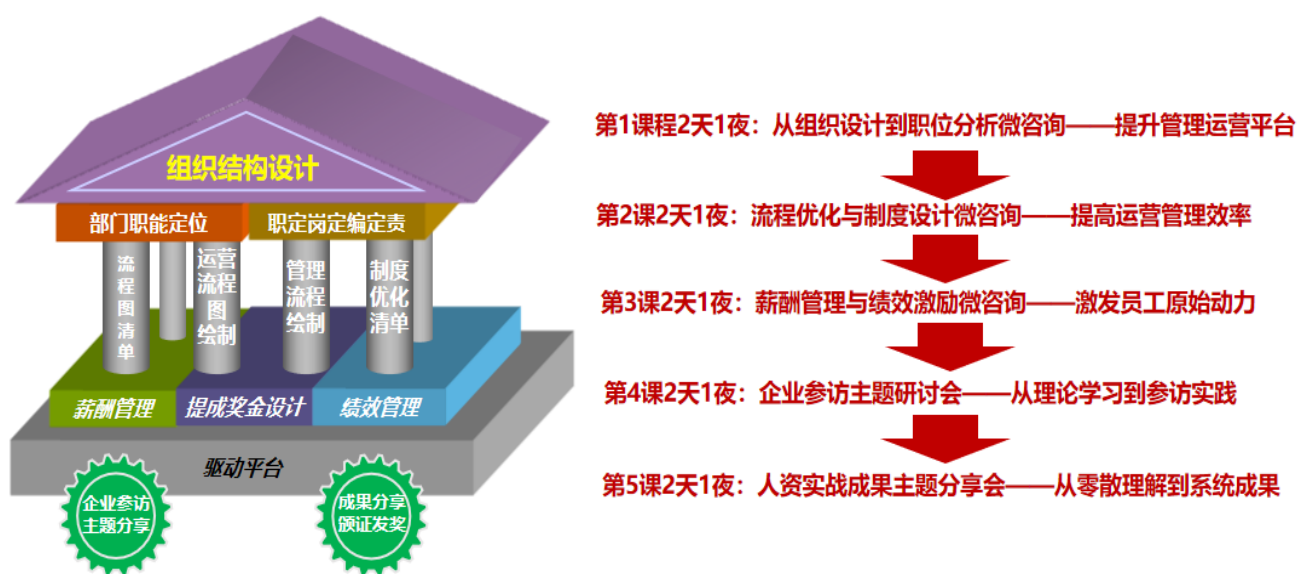 组织结构设计
部门职能定位
职定岗定编定责
流
程
图
清
单
运营
流程
图
绘制
管理
流程
绘制
制度
优化
清单
薪酬管理
提成奖金设计
绩效管理
驱动平台
企业参访
主题分享
成果分享
颁证发奖
第1课程2天1夜：从组织设计到职位分析微咨询——提升管理运营平台
第2课2天1夜：流程优化与制度设计微咨询——提高运营管理效率
第3课2天1夜：薪酬管理与绩效激励微咨询——激发员工原始动力
第4课2天1夜：企业参访主题研讨会——从理论学习到参访实践
第5课2天1夜：人资实战成果主题分享会——从零散理解到系统成果